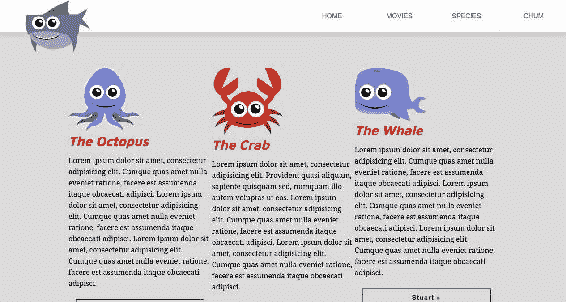 HOME MOVIES SPECIES CHUM
The Octopus
Lorem ipsum dolor sit amet, consectetur
adipisicing elit. Cumque quas amet nulla
eveniet ratione, facere est assumenda
itaque obcaecati adipisci. Lorem ipsum
dolor sit amet, consectetur adipisicing
elit. Cumque quas amet nulla eveniet
ratione, facere est assumenda itaque
obcaecati adipisci. Lorem ipsum dolor sit
amet, consectetur adipisicing elit.
Cumque quas amet nulla eveniet ratione,
facere est assumenda itaque obcaecati
adipisci.
The Crab
Lorem ipsum dolor sit amet, consectetur
adipisicing elit. Provident quasi aliquam,
sapiente quisquam sed, numquam illo
autem voluptas ut eos. Lorem ipsum
dolor sit amet, consectetur adipisicing
elit. Cumque quas amet nulla eveniet
ratione, facere est assumenda itaque
obcaecati adipisci. Lorem ipsum dolor sit
amet, consectetur adipisicing elit.
Cumque quas amet nulla eveniet ratione,
facere est assumenda itaque obcaecati
adipisci.
The Whale
Lorem ipsum dolor sit amet, consectetur
adipisicing elit. Cumque quas amet nulla
eveniet ratione, facere est assumenda
itaque obcaecati adipisci. Lorem ipsum
dolor sit amet, consectetur adipisicing
elit. Cumque quas amet nulla eveniet
ratione, facere est assumenda itaque
obcaecati adipisci. Lorem ipsum dolor sit
amet, consectetur adipisicing elit
Cumque quas amet nulla eveniet ratione
facere est assumenda itaque obcaecati
adipisci.
Stuart »